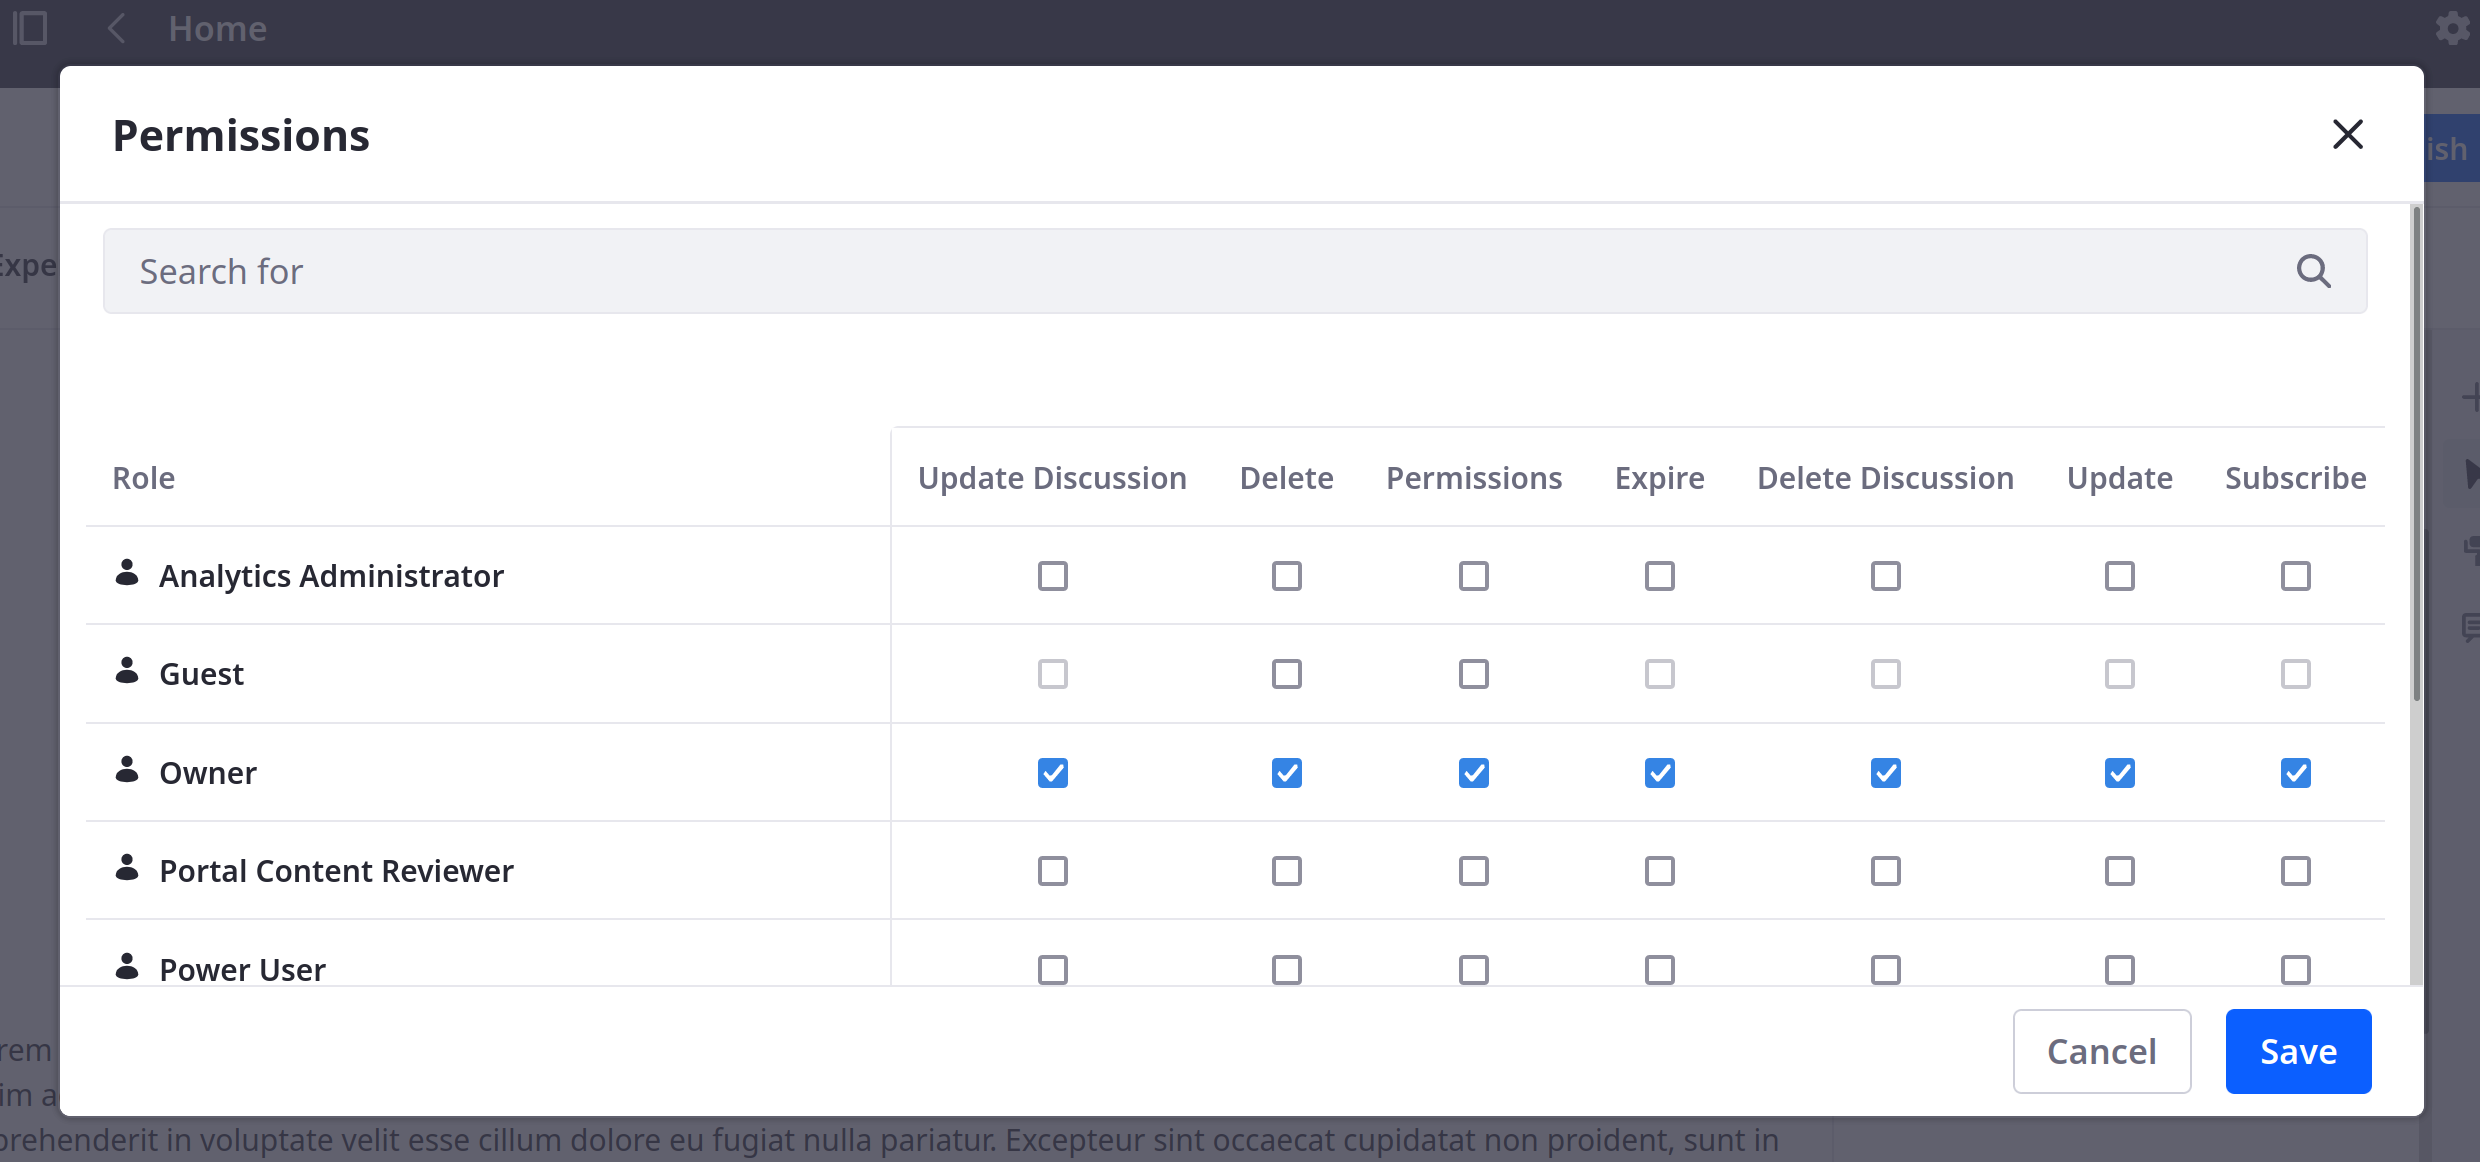 Home
Permissions
ish
Expe
Search for
Role Update Discussion Delete Permissions Expire Delete Discussion Update Subscribe
Analytics Administrator
Guest
Owner
Portal Content Reviewer
Power User
Cancel Save
rem
im a
prehenderit in voluptate velit esse cillum dolore eu fugiat nulla pariatur. Excepteur sint occaecat cupidatat non proident, sunt in